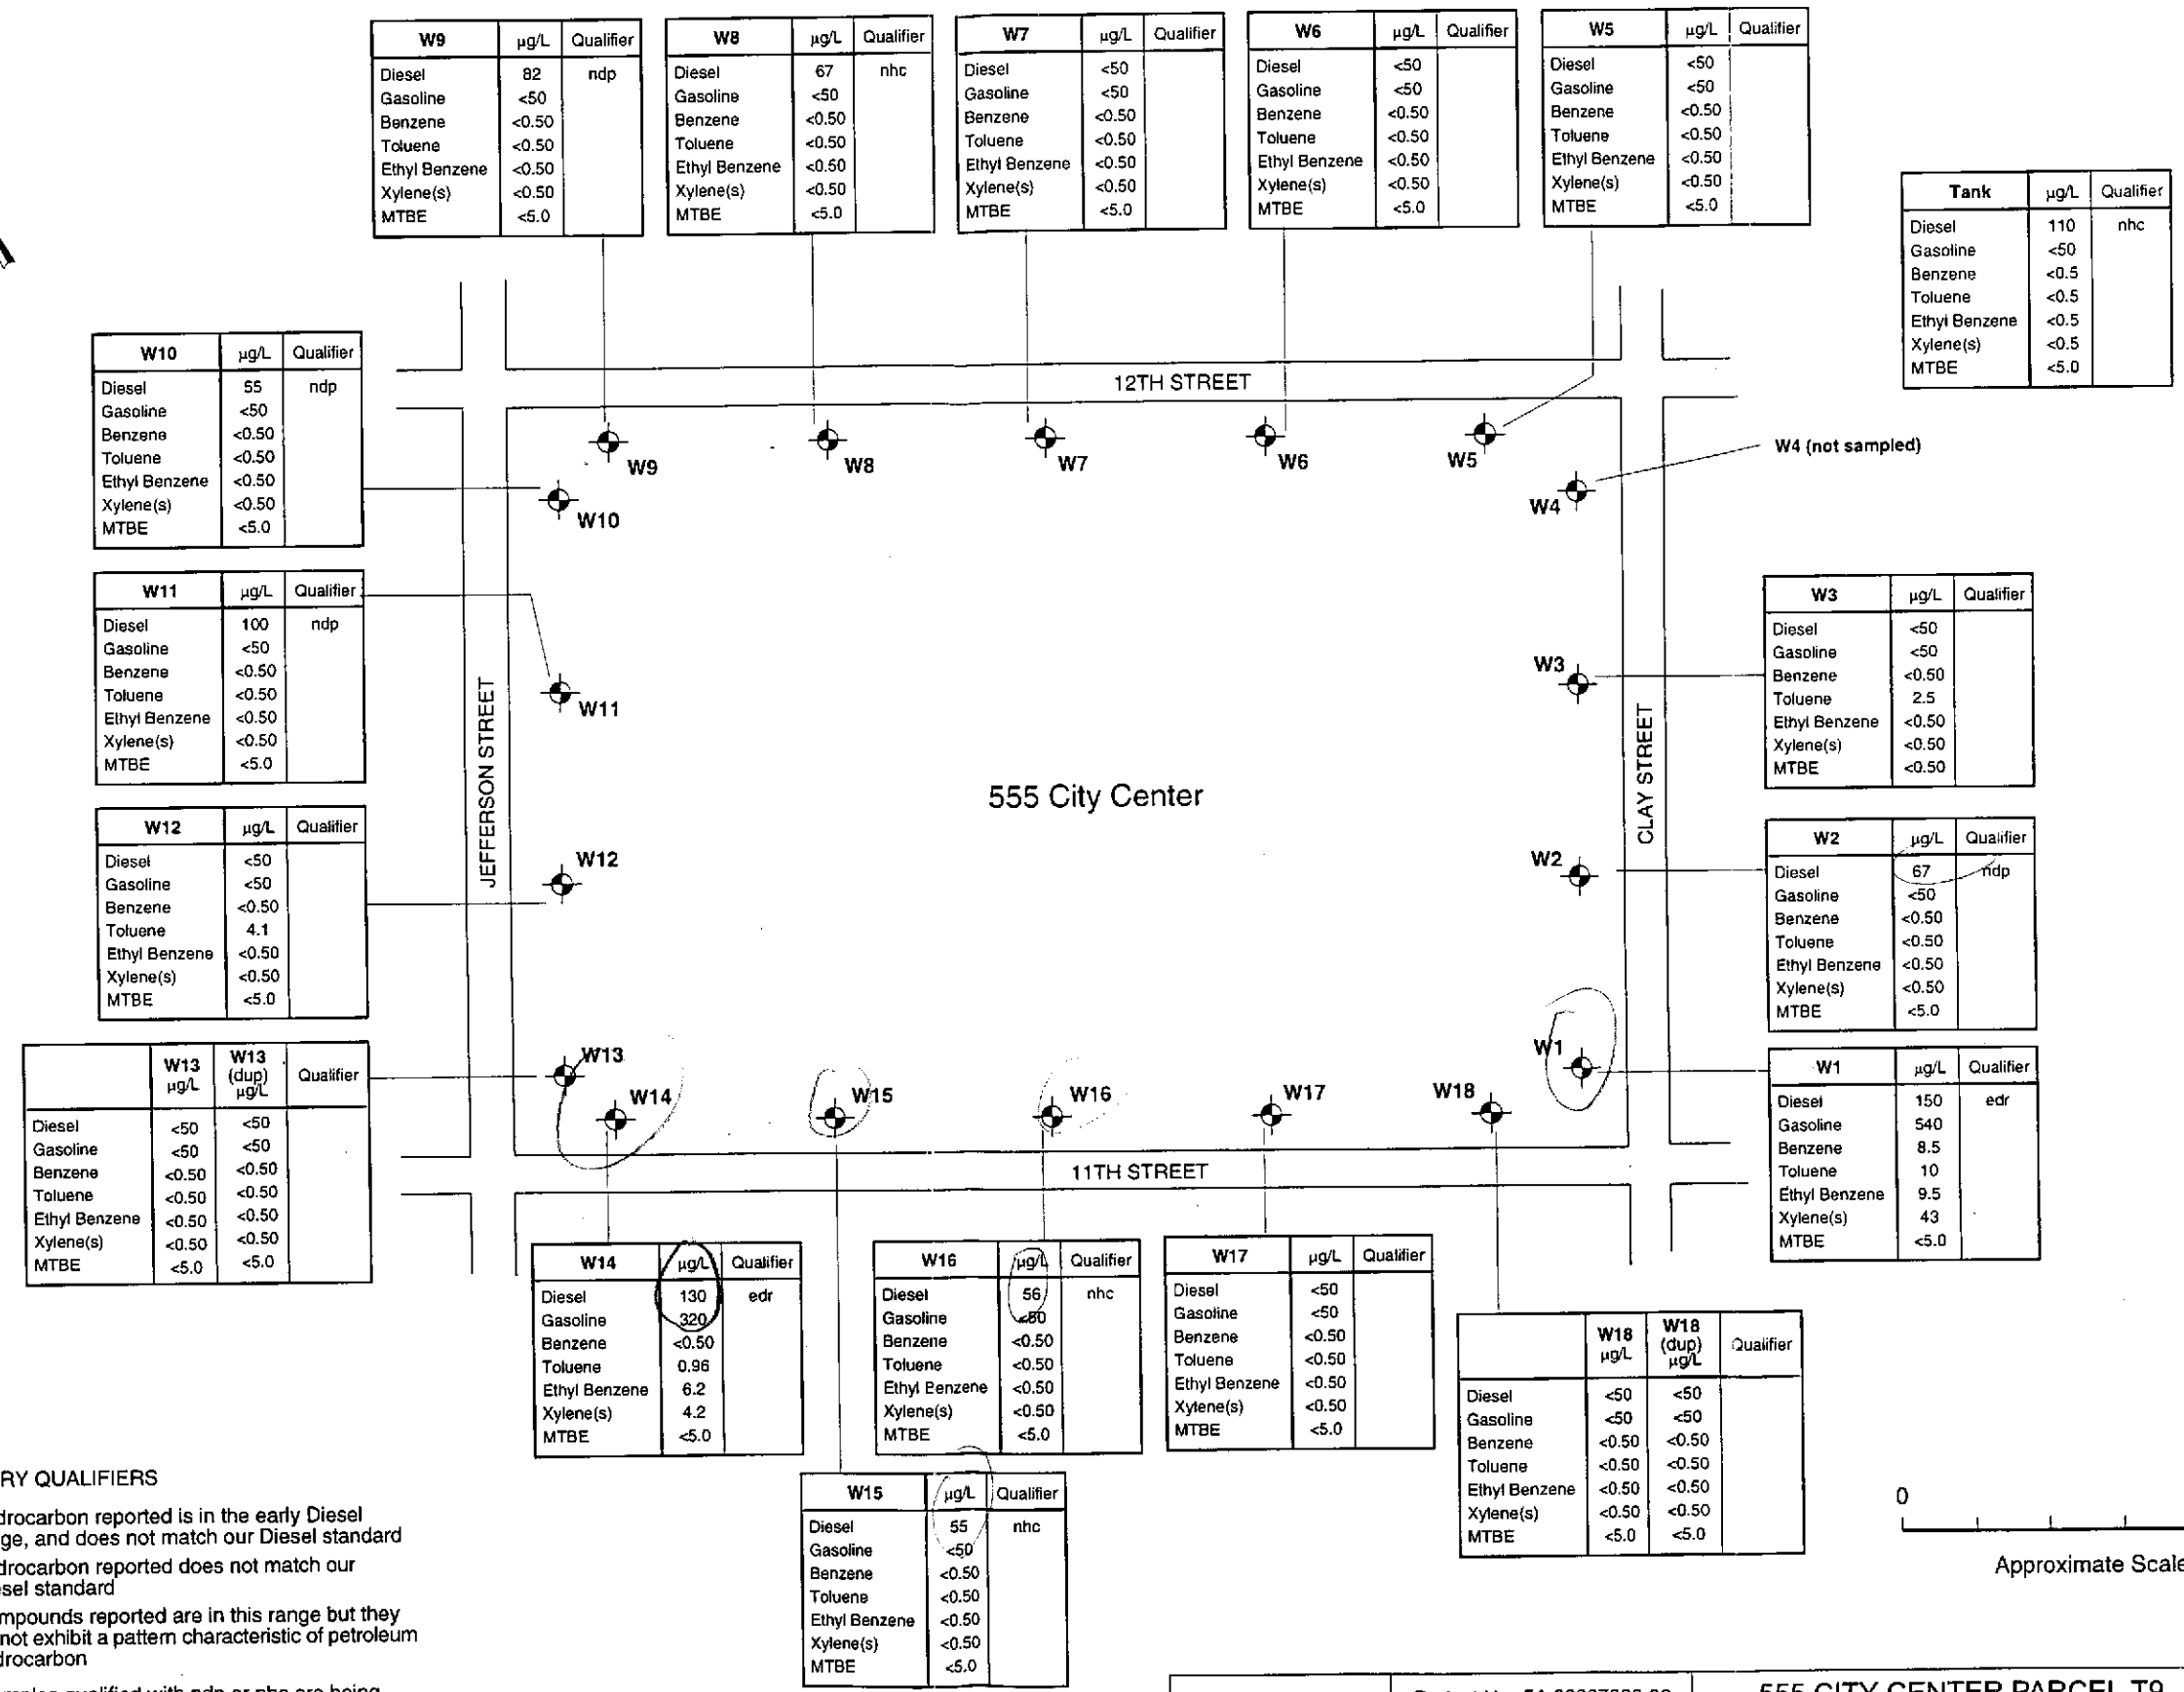 W9 µg/L Qualifier
Diesel 82 ndp
Gasoline <50
Benzene <0.50
Toluene <0.50
Ethyl Benzene <0.50
Xylene(s) <0.50
MTBE <5.0
W8 µg/L Qualifier
Diesel 67 nhc
Gasoline <50
Benzene <0.50
Toluene <0.50
Ethyl Benzene <0.50
Xylene(s) <0.50
MTBE <5.0
W7 µg/L Qualifier
Diesel <50
Gasoline <50
Benzene <0.50
Toluene <0.50
Ethyl Benzene <0.50
Xylene(s) <0.50
MTBE <5.0
W6 µg/L Qualifier
Diesel <50
Gasoline <50
Benzene <0.50
Toluene <0.50
Ethyl Benzene <0.50
Xylene(s) <0.50
MTBE <5.0
W5 µg/L Qualifier
Diesel <50
Gasoline <50
Benzene <0.50
Toluene <0.50
Ethyl Benzene <0.50
Xylene(s) <0.50
MTBE <5.0
Tank µg/L Qualifier
Diesel 110 nhc
Gasoline <50
Benzene <0.5
Toluene <0.5
Ethyl Benzene <0.5
Xylene(s) <0.5
MTBE <5.0
W10 µg/L Qualifier
Diesel 55 ndp
Gasoline <50
Benzene <0.50
Toluene <0.50
Ethyl Benzene <0.50
Xylene(s) <0.50
MTBE <5.0
12TH STREET
W9
W8
W7
W6
W5
W4 (not sampled)
W10
W4
W11 µg/L Qualifier
Diesel 100 ndp
Gasoline <50
Benzene <0.50
Toluene <0.50
Ethyl Benzene <0.50
Xylene(s) <0.50
MTBE <5.0
W11
JEFFERSON STREET
W3
W3 µg/L Qualifier
Diesel <50
Gasoline <50
Benzene <0.50
Toluene 2.5
Ethyl Benzene <0.50
Xylene(s) <0.50
MTBE <0.50
555 City Center
CLAY STREET
W12 µg/L Qualifier
Diesel <50
Gasoline <50
Benzene <0.50
Toluene 4.1
Ethyl Benzene <0.50
Xylene(s) <0.50
MTBE <5.0
W12
W2
W2 µg/L Qualifier
Diesel 67 ndp
Gasoline <50
Benzene <0.50
Toluene <0.50
Ethyl Benzene <0.50
Xylene(s) <0.50
MTBE <5.0
W13 µg/L W13 (dup) µg/L Qualifier
Diesel <50 <50
Gasoline <50 <50
Benzene <0.50 <0.50
Toluene <0.50 <0.50
Ethyl Benzene <0.50 <0.50
Xylene(s) <0.50 <0.50
MTBE <5.0 <5.0
W13
W14
W15
W16
W17
W18
W1
W1 µg/L Qualifier
Diesel 150 edr
Gasoline 540
Benzene 8.5
Toluene 10
Ethyl Benzene 9.5
Xylene(s) 43
MTBE <5.0
11TH STREET
W14 µg/L Qualifier
Diesel 130 edr
Gasoline 320
Benzene <0.50
Toluene 0.96
Ethyl Benzene 6.2
Xylene(s) 4.2
MTBE <5.0
W16 µg/L Qualifier
Diesel 56 nhc
Gasoline <50
Benzene <0.50
Toluene <0.50
Ethyl Benzene <0.50
Xylene(s) <0.50
MTBE <5.0
W17 µg/L Qualifier
Diesel <50
Gasoline <50
Benzene <0.50
Toluene <0.50
Ethyl Benzene <0.50
Xylene(s) <0.50
MTBE <5.0
W18 µg/L W18 (dup) µg/L Qualifier
Diesel <50 <50
Gasoline <50 <50
Benzene <0.50 <0.50
Toluene <0.50 <0.50
Ethyl Benzene <0.50 <0.50
Xylene(s) <0.50 <0.50
MTBE <5.0 <5.0
W15 µg/L Qualifier
Diesel 55 nhc
Gasoline <50
Benzene <0.50
Toluene <0.50
Ethyl Benzene <0.50
Xylene(s) <0.50
MTBE <5.0
RY QUALIFIERS
drocarbon reported is in the early Diesel
ge, and does not match our Diesel standard
drocarbon reported does not match our
sel standard
mpounds reported are in this range but they
not exhibit a pattern characteristic of petroleum
drocarbon
qualified with ndp or nhc are being
0
Approximate Scale
555 CITY CENTER PARCEL T9